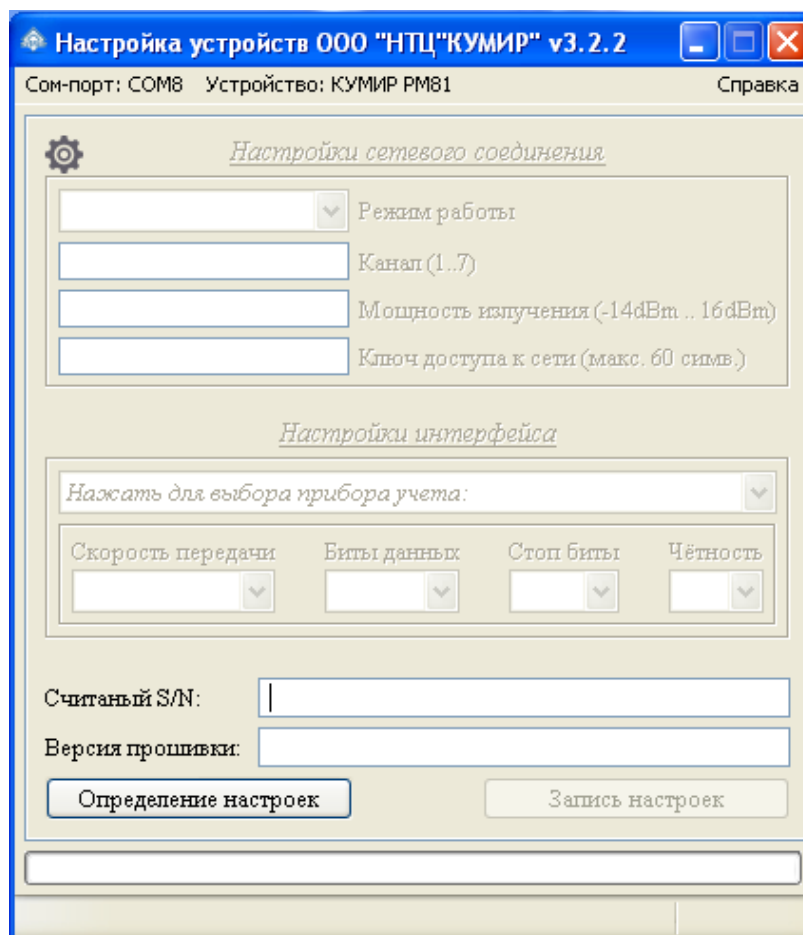 Настройка устройств ООО "НТЦ"КУМИР" v3.2.2
Com-порт: COM8 Устройство: КУМИР РМ81 Справка
Настройки сетевого соединения
Режим работы
Канал (1..7)
Мощность излучения (-14dBm .. 16dBm)
Ключ доступа к сети (макс. 60 симв.)
Настройки интерфейса
Нажать для выбора прибора учета:
Скорость передачи Биты данных Стоп биты Чётность
Считаный S/N:
Версия прошивки:
Определение настроек Запись настроек